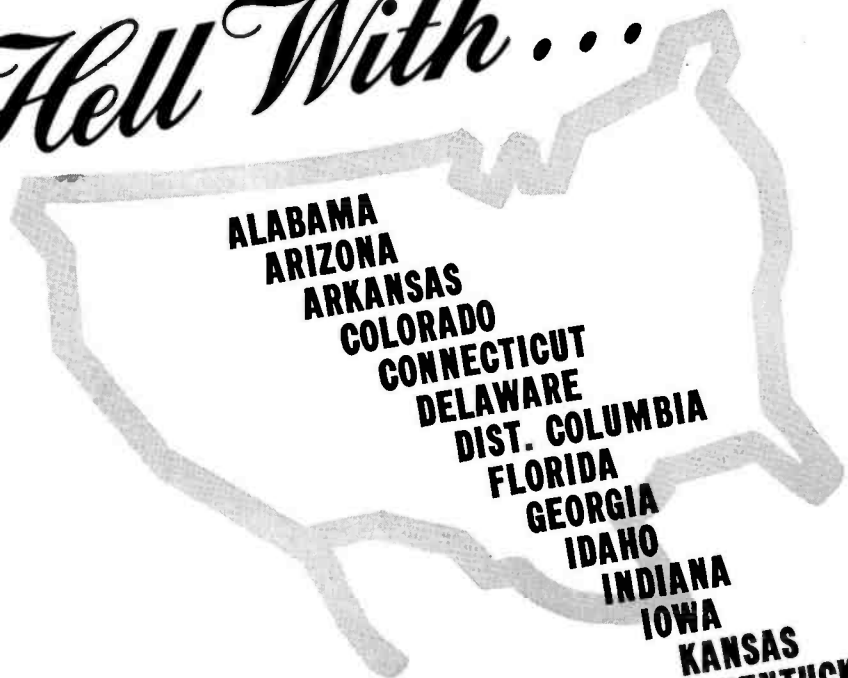 Hell With...
ALABAMA
ARIZONA
ARKANSAS
COLORADO
CONNECTICUT
DELAWARE
DIST. COLUMBIA
FLORIDA
GEORGIA
IDAHO
INDIANA
IOWA
KANSAS